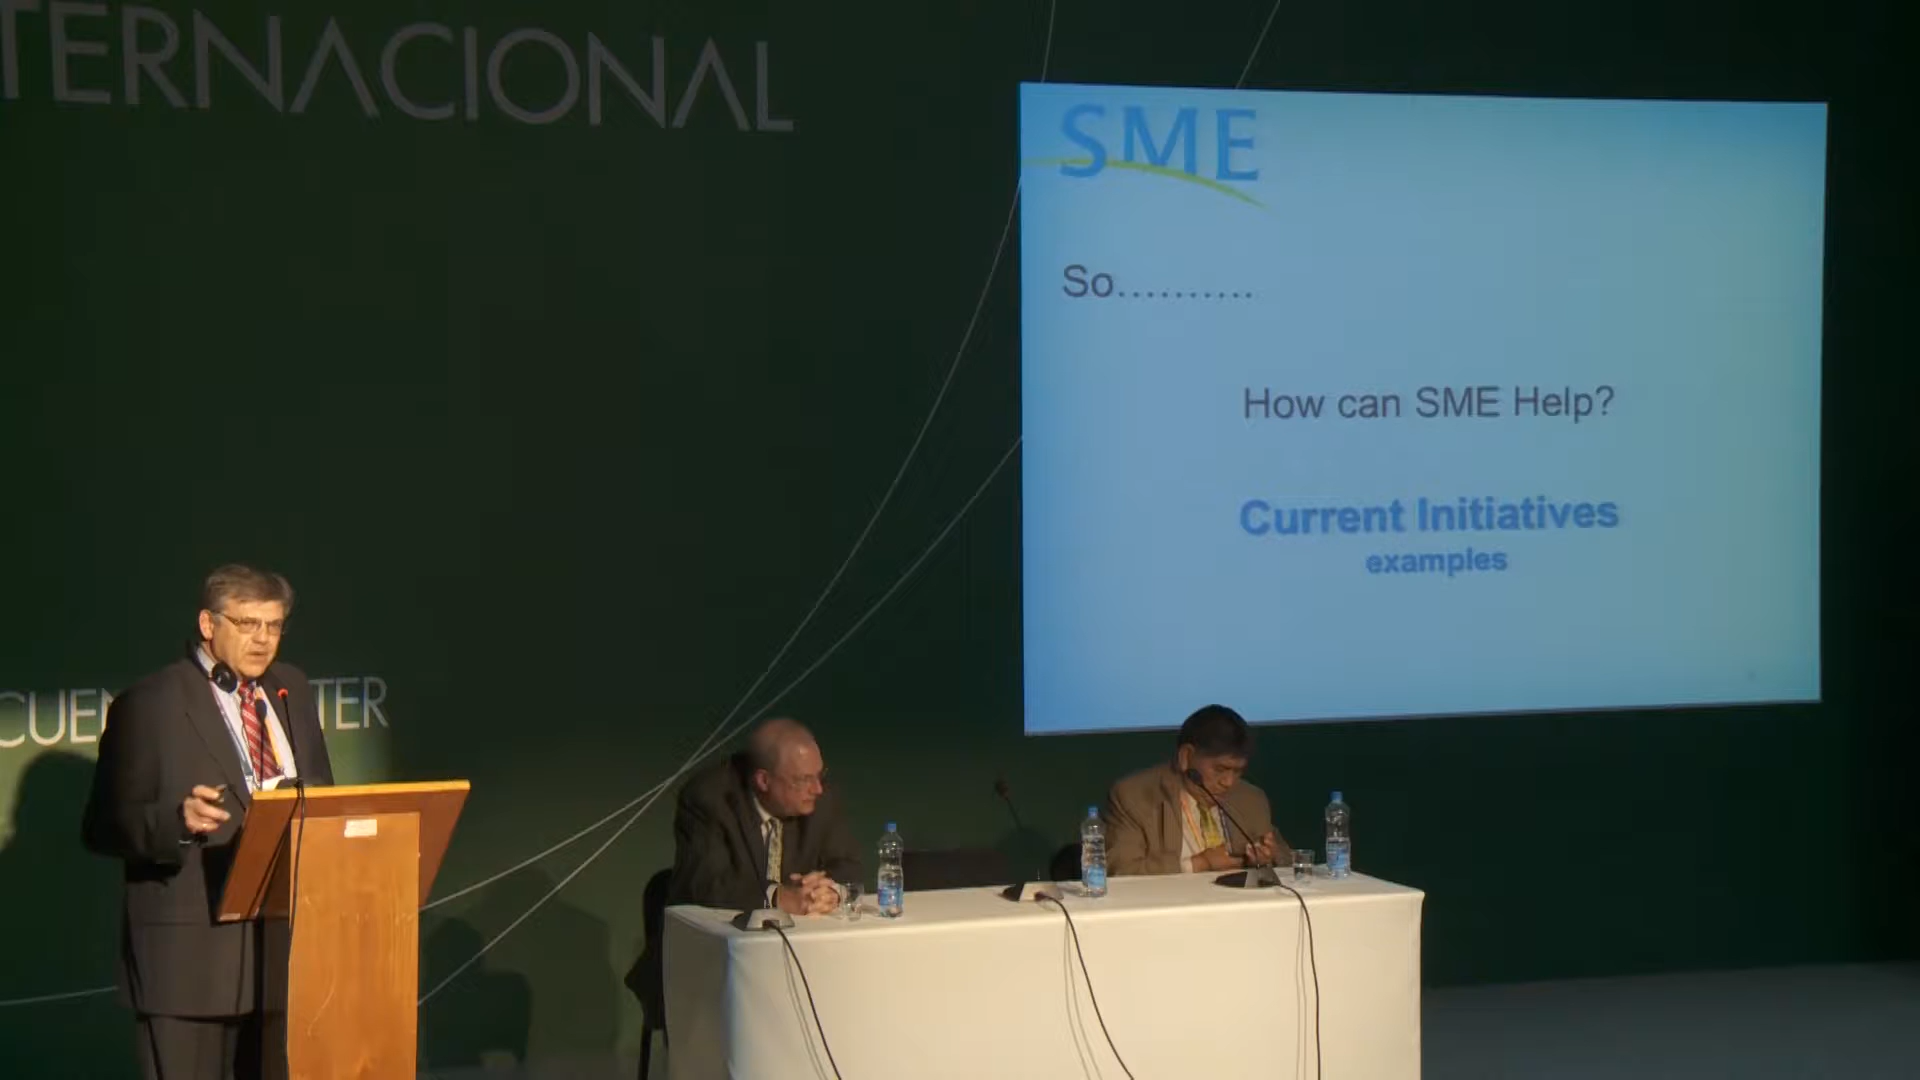 TERNACIONAL
SME
So..........
How can SME Help?
Current Initiatives
examples
CUEN TER